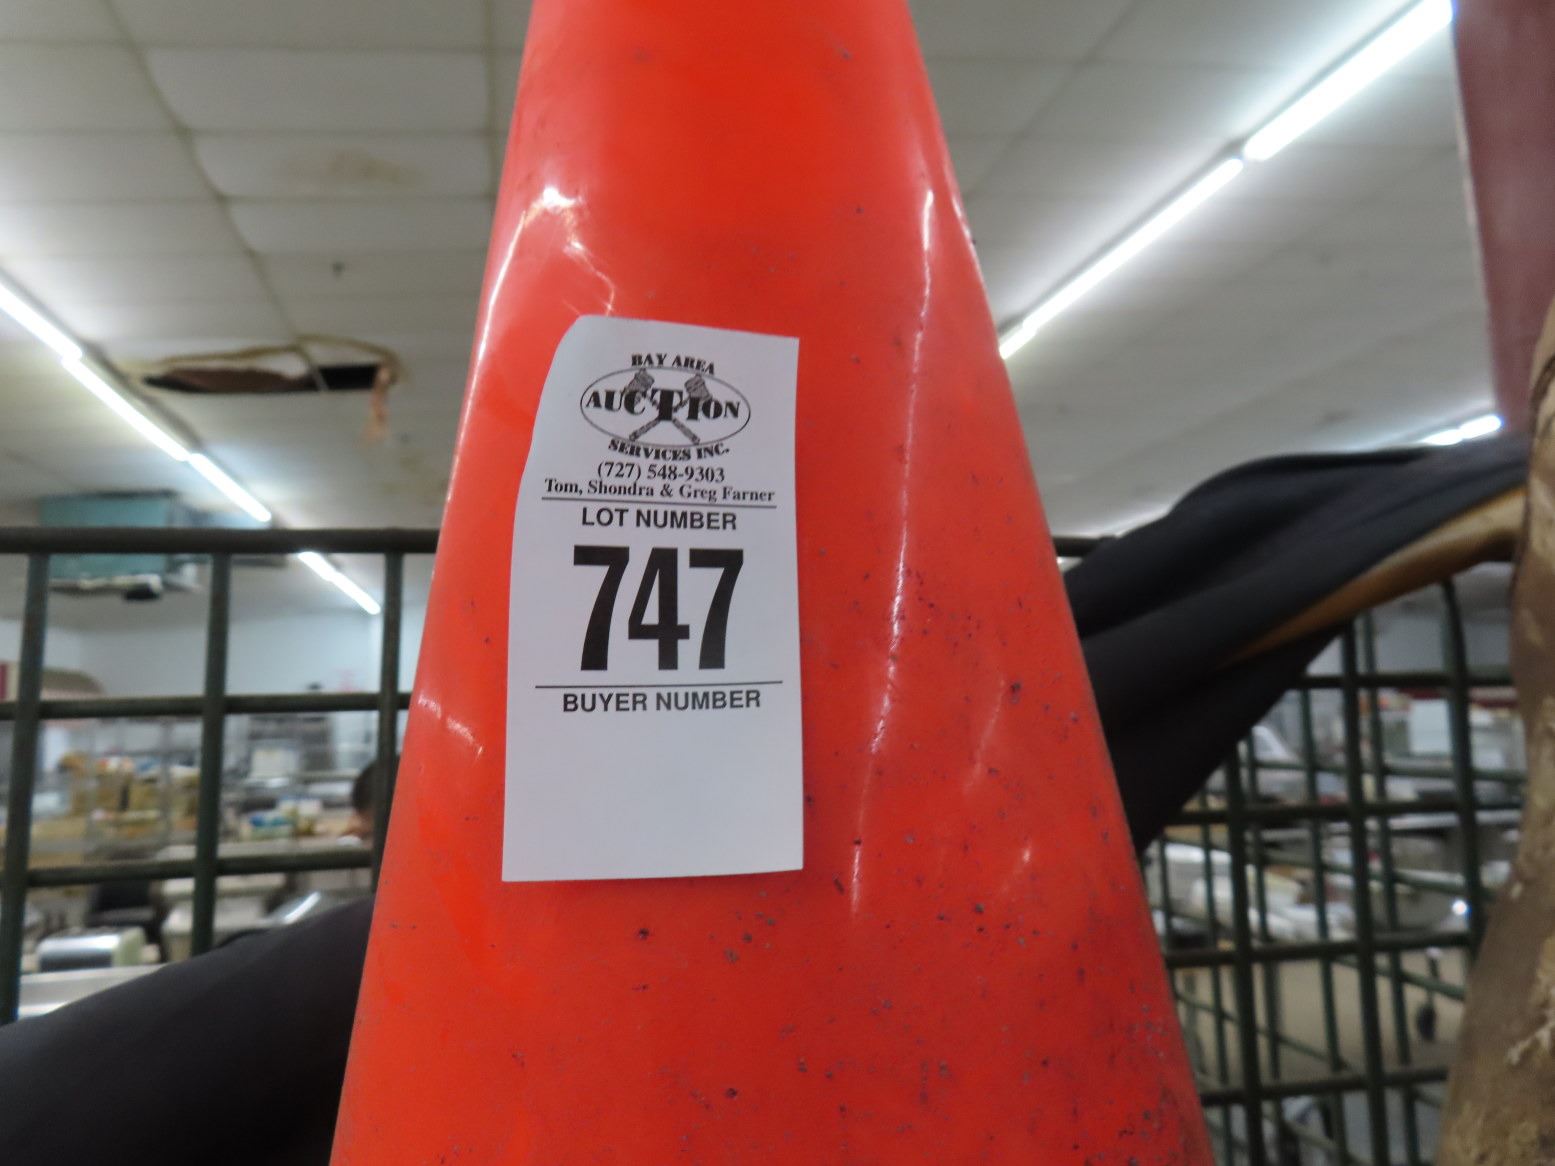 BAY AREA
AUCTION
SERVICES INC.
(727) 548-9303
Tom, Shondra & Greg Farner
LOT NUMBER
747
BUYER NUMBER